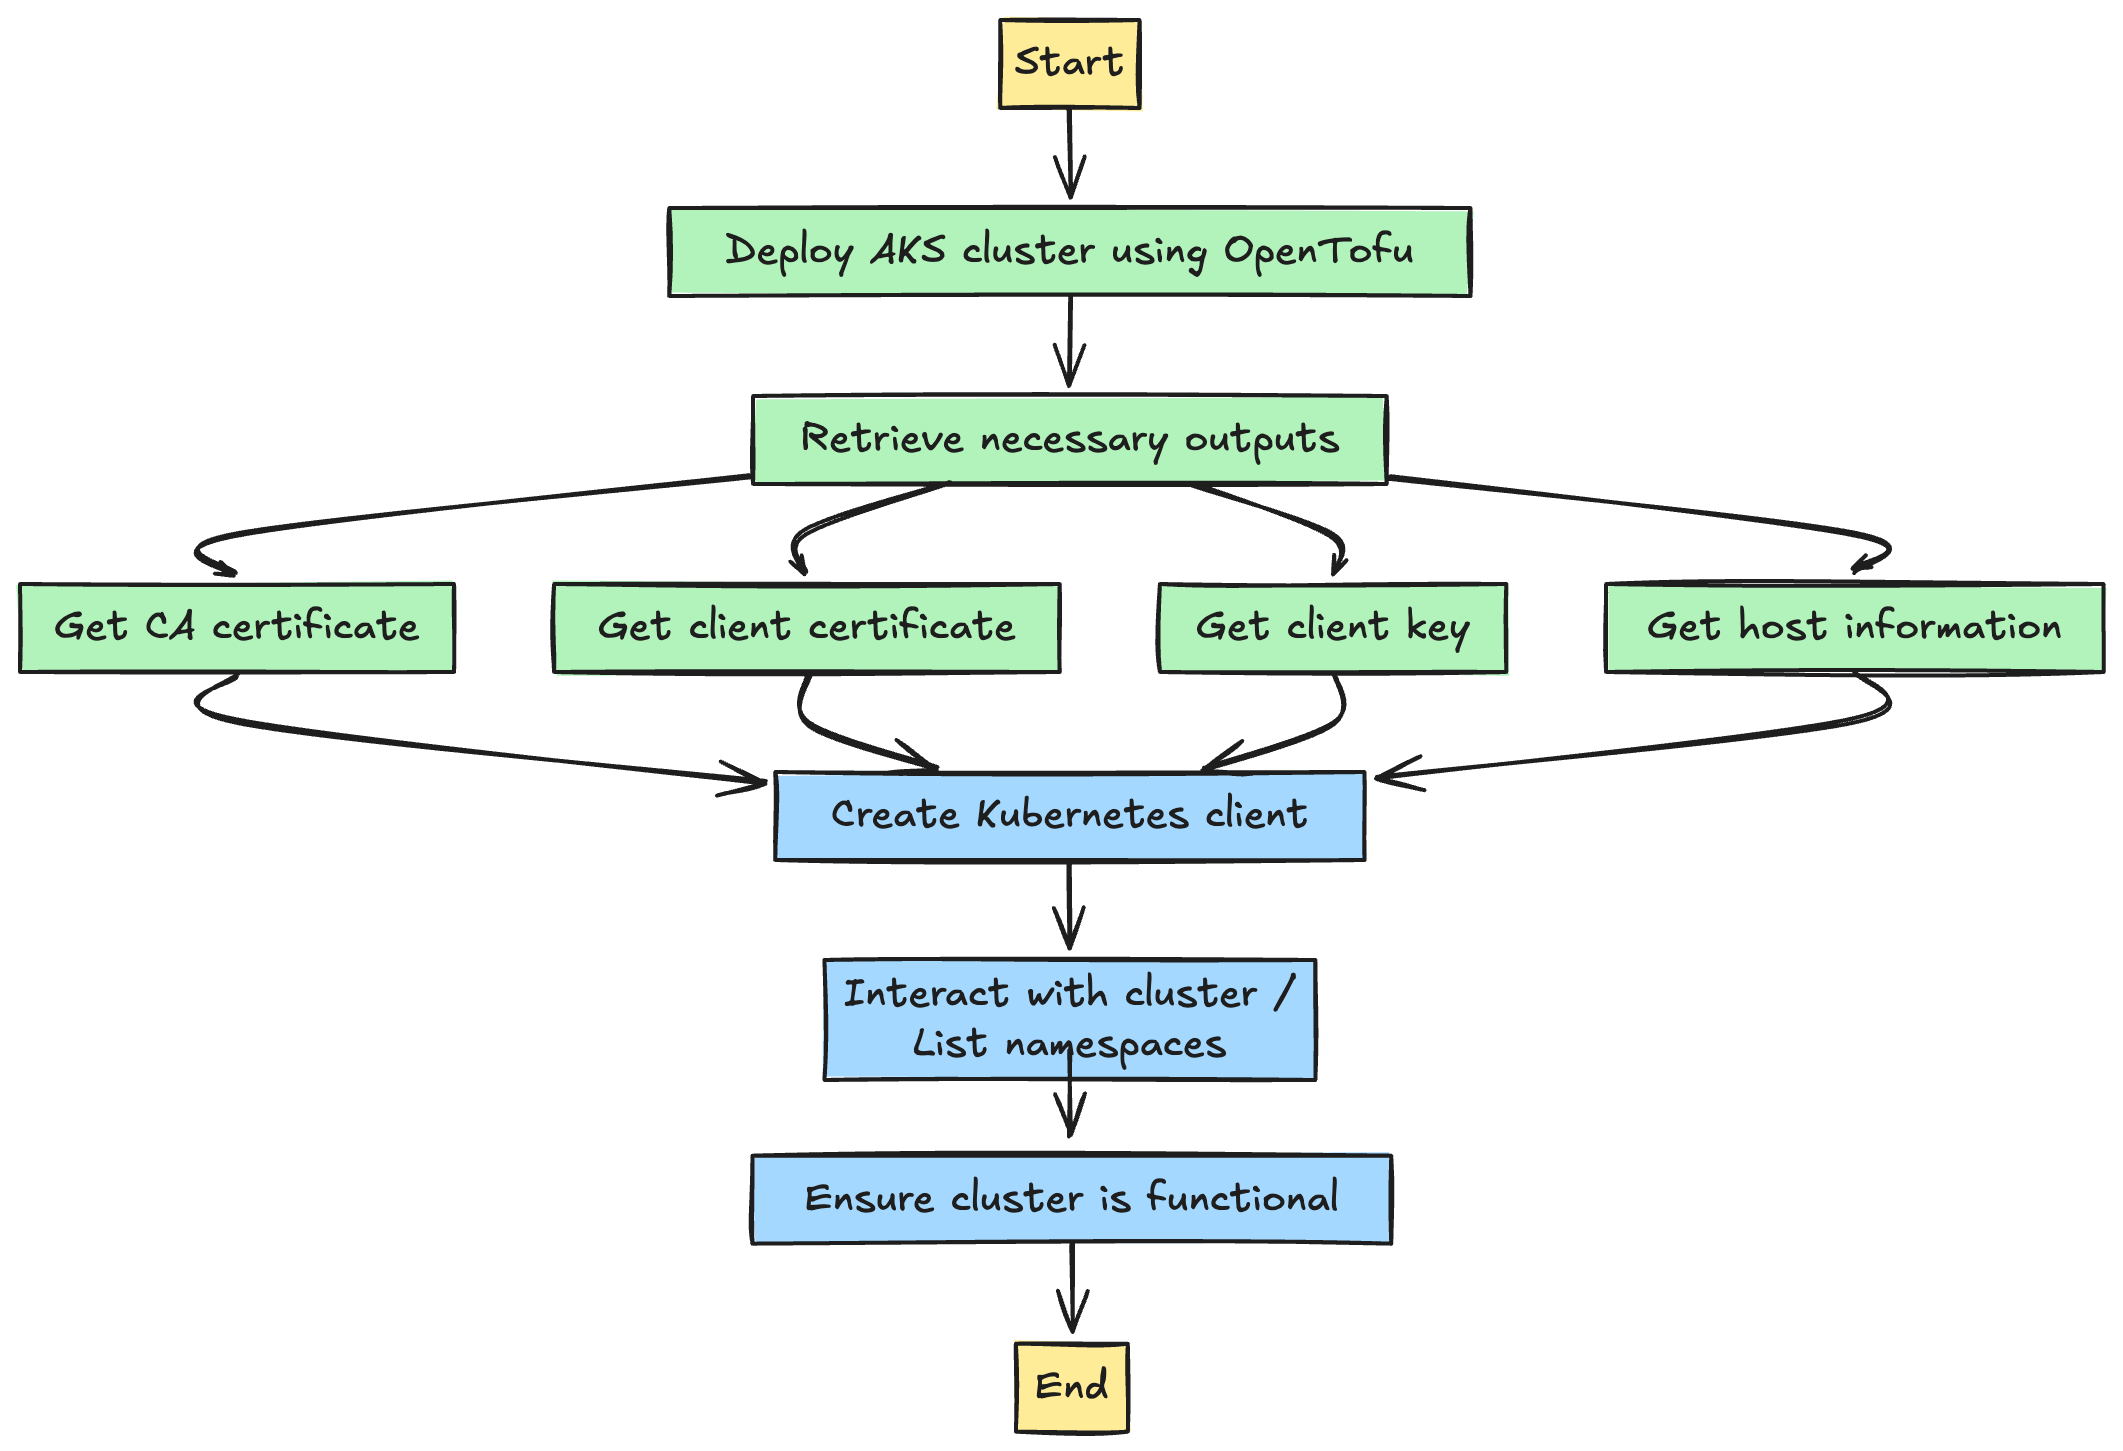 Start
Deploy AKS cluster using OpenTofu
Retrieve necessary outputs
Get CA certificate
Get client certificate
Get client key
Get host information
Create Kubernetes client
Interact with cluster /
List namespaces
Ensure cluster is functional
End